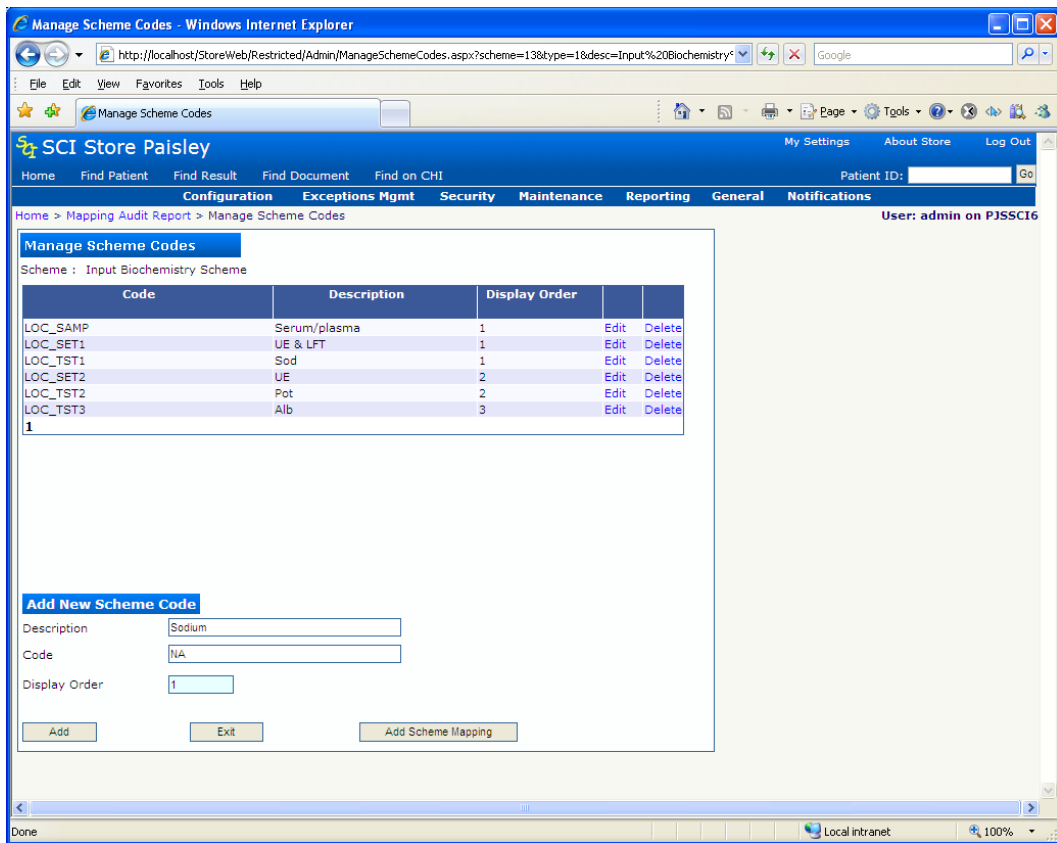 Manage Scheme Codes - Windows Internet Explorer
http://localhost/StoreWeb/Restricted/Admin/ManageSchemeCodes.aspx?scheme=13&type=1&desc=Input%20Biochemistry Google
File Edit View Favorites Tools Help
Manage Scheme Codes Page Tools
SCI Store Paisley My Settings About Store Log Out
Home Find Patient Find Result Find Document Find on CHI Patient ID: Go
Configuration Exceptions Mgmt Security Maintenance Reporting General Notifications
Home > Mapping Audit Report > Manage Scheme Codes User: admin on PJSSCI6
Manage Scheme Codes
Scheme : Input Biochemistry Scheme
Code Description Display Order
LOC_SAMP Serum/plasma 1 Edit Delete
LOC_SET1 UE & LFT 1 Edit Delete
LOC_TST1 Sod 1 Edit Delete
LOC_SET2 UE 2 Edit Delete
LOC_TST2 Pot 2 Edit Delete
LOC_TST3 Alb 3 Edit Delete
1
Add New Scheme Code
Description Sodium
Code NA
Display Order 1
Add Exit Add Scheme Mapping
Done Local intranet 100%